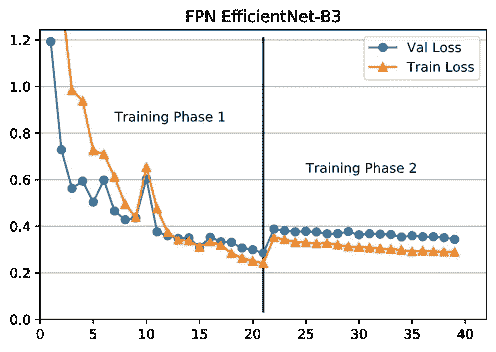 FPN EfficientNet-B3
1.2
1.0
0.8
0.6
0.4
0.2
0.0
Val Loss
Train Loss
Training Phase 1
Training Phase 2
0 5 10 15 20 25 30 35 40